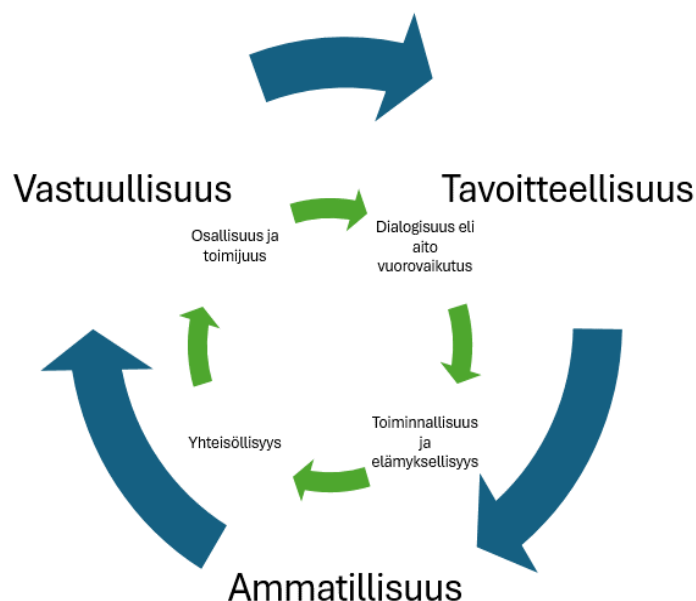 Vastuullisuus
Tavoitteellisuus
Osallisuus ja
toimijuus
Dialogisuus eli
aito
vuorovaikutus
Yhteisöllisyys
Toiminnallisuus
ja
elämyksellisyys
Ammatillisuus